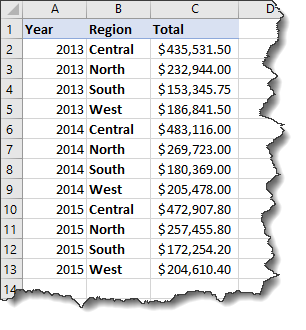 A B C D
1 Year Region Total
2 2013 Central $435,531.50
3 2013 North $232,944.00
4 2013 South $153,345.75
5 2013 West $186,841.50
6 2014 Central $483,116.00
7 2014 North $269,723.00
8 2014 South $180,369.00
9 2014 West $205,478.00
10 2015 Central $472,907.80
11 2015 North $257,455.80
12 2015 South $172,254.20
13 2015 West $204,610.40
14